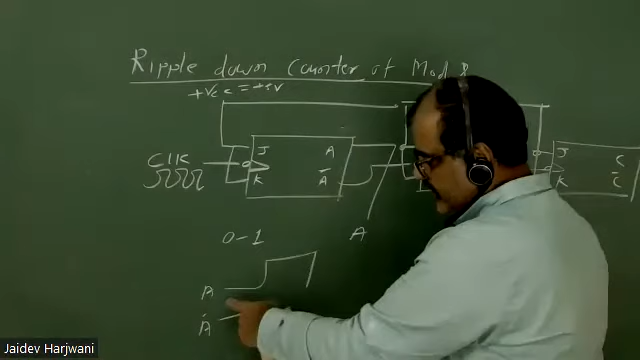 Ripple down Counter of Mod 8
+Vcc = +5V
CLK
J
K
A
Ā
J
K
C
C̄
0-1
A
A
Ā
Jaidev Harjwani